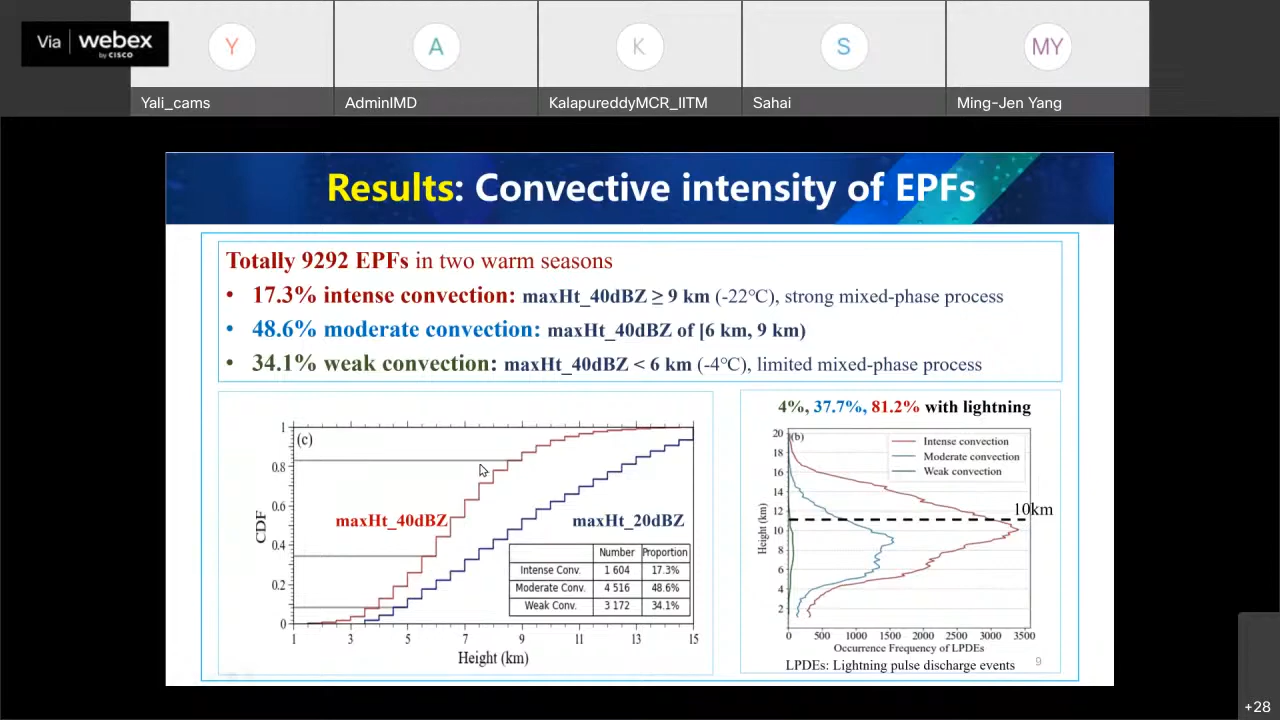 Via webex
by CISCO
Y
A
K
S
MY
Yali_cams
AdminIMD
KalapureddyMCR_IITM
Sahai
Ming-Jen Yang
Results: Convective intensity of EPFs
Totally 9292 EPFs in two warm seasons
• 17.3% intense convection: maxHt_40dBZ ≥ 9 km (-22℃), strong mixed-phase process
• 48.6% moderate convection: maxHt_40dBZ of [6 km, 9 km)
• 34.1% weak convection: maxHt_40dBZ < 6 km (-4℃), limited mixed-phase process
(c)
1
0.8
0.6
0.4
0.2
0
CDF
maxHt_40dBZ
maxHt_20dBZ
Number Proportion
Intense Conv. 1 604 17.3%
Moderate Conv. 4 516 48.6%
Weak Conv. 3 172 34.1%
1 3 5 7 9 11 13 15
Height (km)
4%, 37.7%, 81.2% with lightning
(b)
Intense convection
Moderate convection
Weak convection
10km
20
18
16
14
12
10
8
6
4
2
Height (km)
0 500 1000 1500 2000 2500 3000 3500
Occurrence Frequency of LPDEs
LPDEs: Lightning pulse discharge events
9
+28